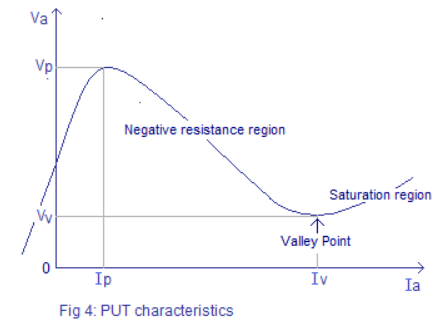 Va
Vp
Negative resistance region
Saturation region
Vv
Valley Point
0
Ip
Iv
Ia
Fig 4: PUT characteristics